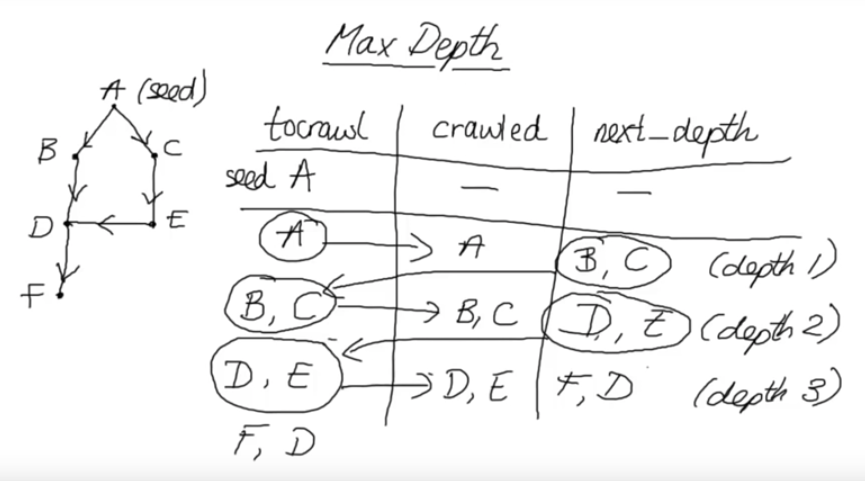 Max Depth
A (seed)
B
C
D
E
F
tocrawl crawled next_depth
seed A — —
A A B, C (depth 1)
B, C B, C D, E (depth 2)
D, E D, E F, D (depth 3)
F, D